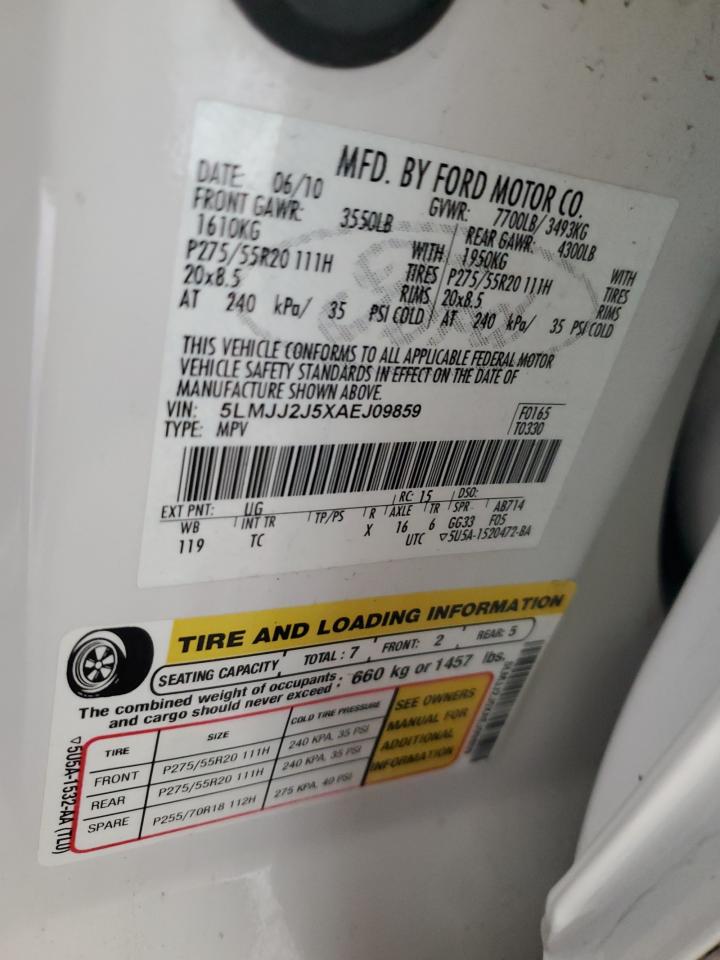 MFD. BY FORD MOTOR CO.
DATE: 06/10 GVWR: 7700LB/ 3493KG
FRONT GAWR: 3550LB REAR GAWR: 4300LB
1610KG WITH 1950KG WITH
P275/55R20 111H TIRES P275/55R20 111H TIRES
20x8.5 RIMS 20x8.5 RIMS
AT 240 kPa/ 35 PSI COLD AT 240 kPa/ 35 PSI COLD
THIS VEHICLE CONFORMS TO ALL APPLICABLE FEDERAL MOTOR
VEHICLE SAFETY STANDARDS IN EFFECT ON THE DATE OF
MANUFACTURE SHOWN ABOVE.
VIN: 5LMJJ2J5XAEJ09859 F0165
TYPE: MPV T0330
EXT PNT: UG RC: 15 DSO:
WB INT TR TP/PS R AXLE TR SPR AB714
119 TC X 16 6 GG33 F05
UTC ▽5U5A-1520472-BA
TIRE AND LOADING INFORMATION
SEATING CAPACITY TOTAL : 7 FRONT: 2 REAR: 5
The combined weight of occupants and cargo should never exceed : 660 kg or 1457 lbs.
TIRE SIZE COLD TIRE PRESSURE
FRONT P275/55R20 111H 240 KPA, 35 PSI
REAR P275/55R20 111H 240 KPA, 35 PSI
SPARE P255/70R18 112H 275 KPA, 40 PSI
SEE OWNERS
MANUAL FOR
ADDITIONAL
INFORMATION
▽5U5A-1532-AA (TLU)